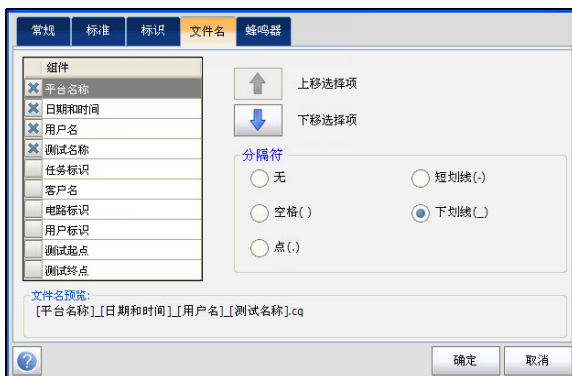 常规 标准 标识 文件名 蜂鸣器
组件
平台名称
日期和时间
用户名
测试名称
任务标识
客户名
电路标识
用户标识
测试起点
测试终点
上移选择项
下移选择项
分隔符
无 短划线(-)
空格( ) 下划线(_)
点(.)
文件名预览:
[平台名称]_[日期和时间]_[用户名]_[测试名称].cq
? 确定 取消